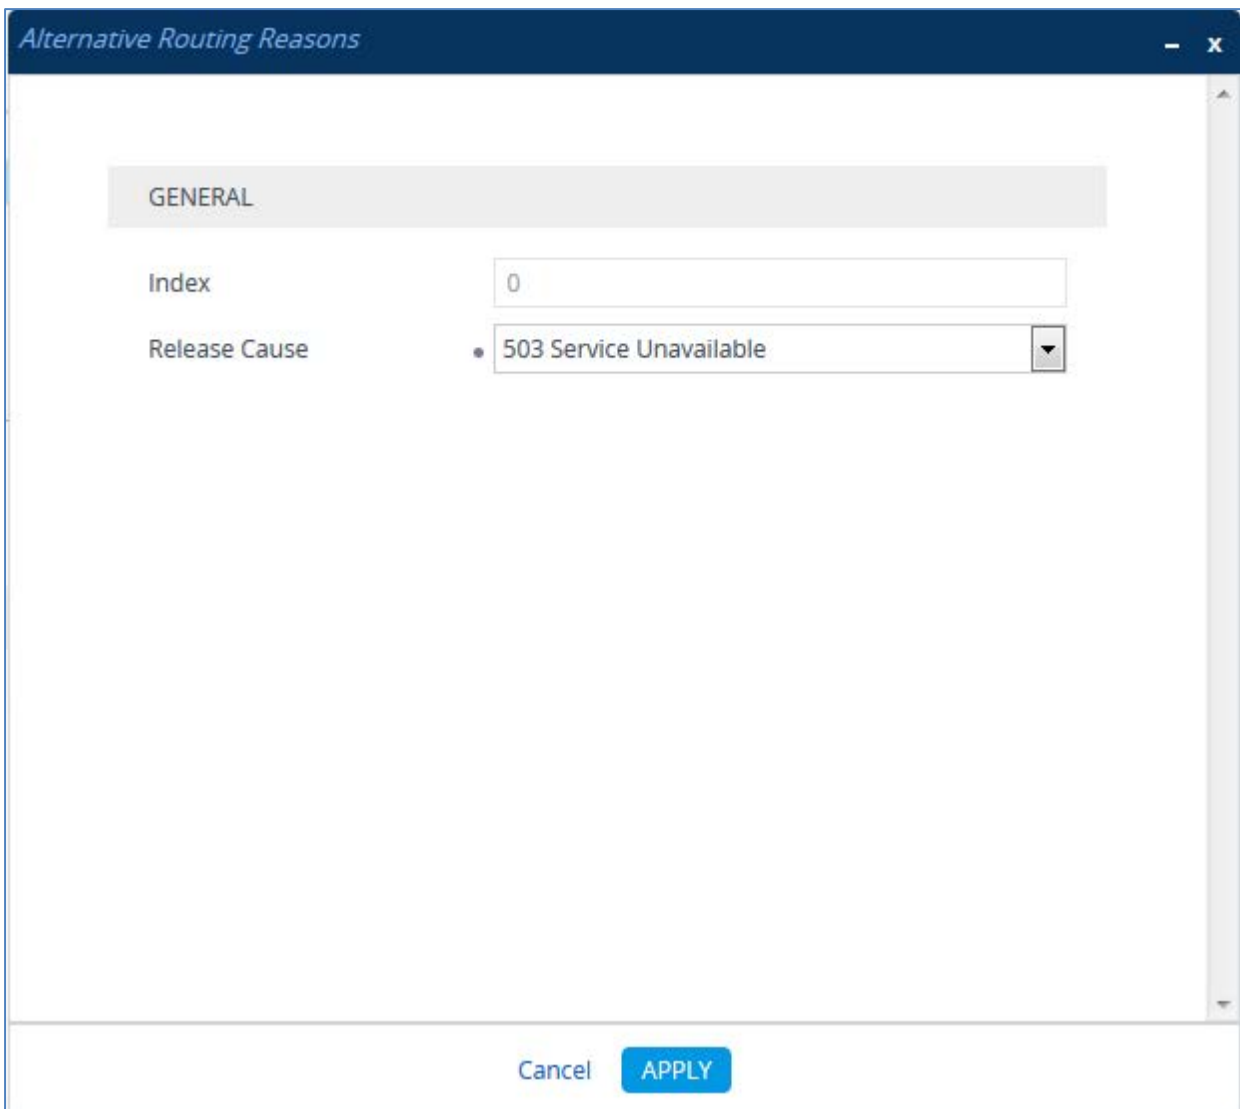 Alternative Routing Reasons – x
GENERAL
Index 0
Release Cause • 503 Service Unavailable
Cancel APPLY